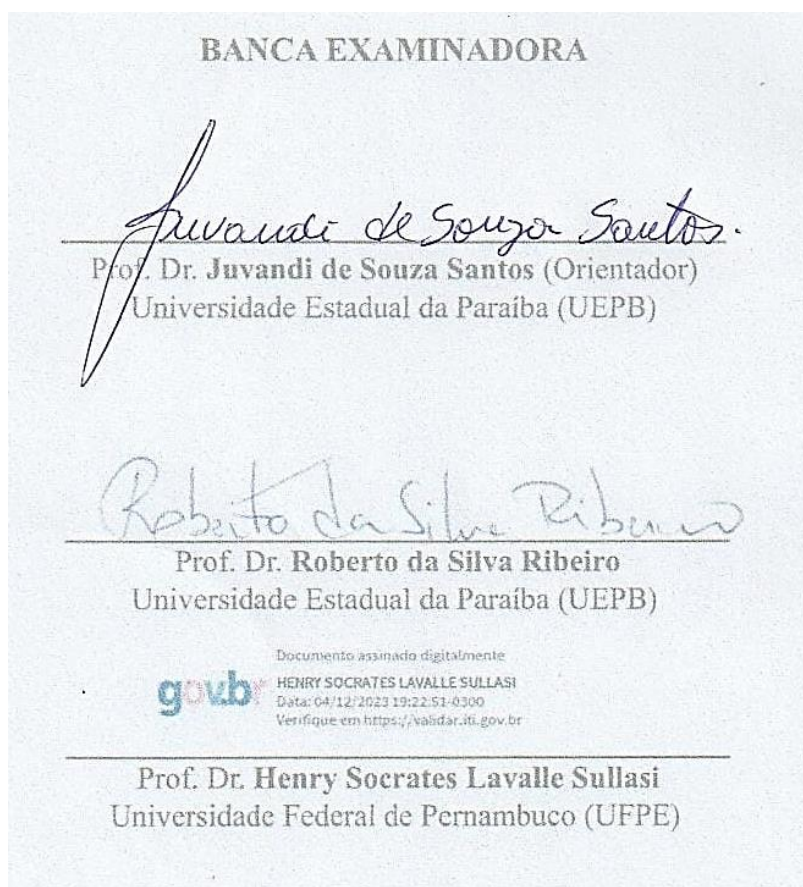 BANCA EXAMINADORA
Juvandi de Souza Santos.
Prof. Dr. Juvandi de Souza Santos (Orientador)
Universidade Estadual da Paraíba (UEPB)
Roberto da Silva Ribeiro
Prof. Dr. Roberto da Silva Ribeiro
Universidade Estadual da Paraíba (UEPB)
Documento assinado digitalmente
gov.br
HENRY SOCRATES LAVALLE SULLASI
Data: 04/12/2023 19:22:51-0300
Verifique em https://validar.iti.gov.br
Prof. Dr. Henry Socrates Lavalle Sullasi
Universidade Federal de Pernambuco (UFPE)